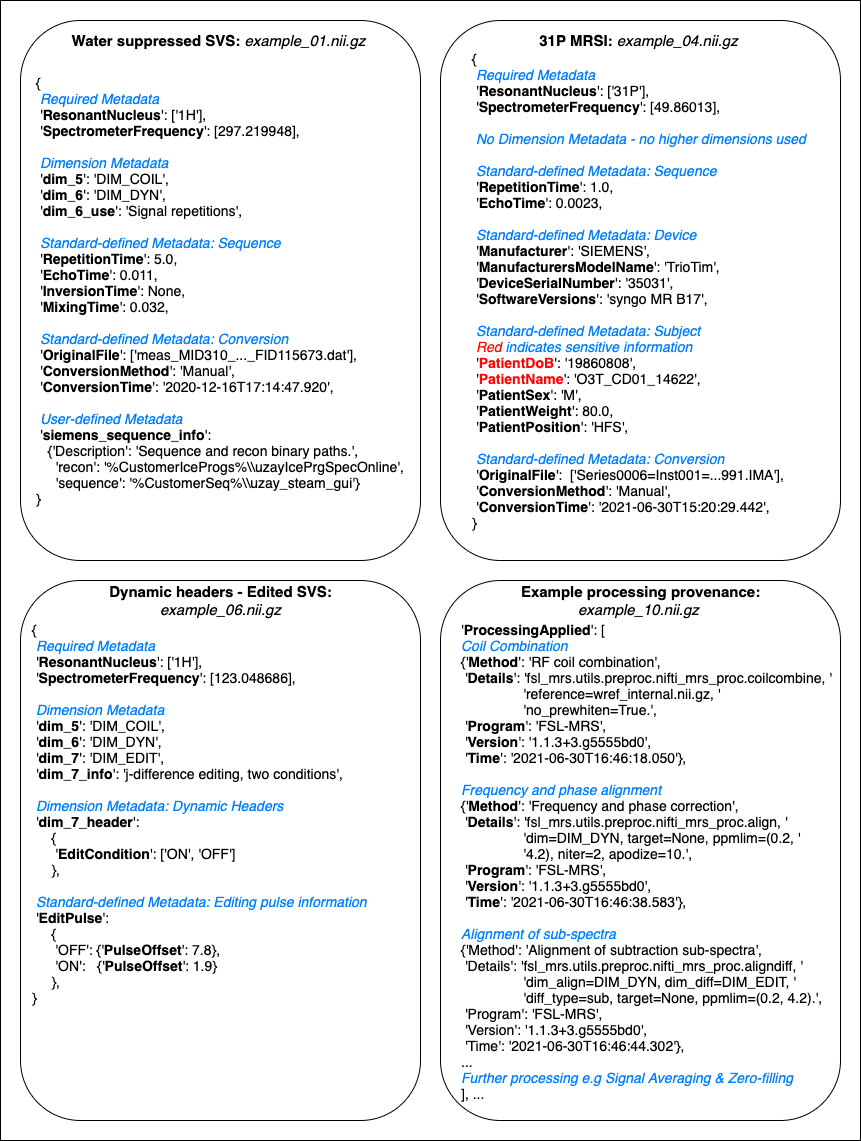 Water suppressed SVS: example_01.nii.gz
{
Required Metadata
'ResonantNucleus': ['1H'],
'SpectrometerFrequency': [297.219948],
Dimension Metadata
'dim_5': 'DIM_COIL',
'dim_6': 'DIM_DYN',
'dim_6_use': 'Signal repetitions',
Standard-defined Metadata: Sequence
'RepetitionTime': 5.0,
'EchoTime': 0.011,
'InversionTime': None,
'MixingTime': 0.032,
Standard-defined Metadata: Conversion
'OriginalFile': ['meas_MID310_..._FID115673.dat'],
'ConversionMethod': 'Manual',
'ConversionTime': '2020-12-16T17:14:47.920',
User-defined Metadata
'siemens_sequence_info':
{'Description': 'Sequence and recon binary paths.',
'recon': '%CustomerIceProgs%\\uzayIcePrgSpecOnline',
'sequence': '%CustomerSeq%\\uzay_steam_gui'}
}
31P MRSI: example_04.nii.gz
{
Required Metadata
'ResonantNucleus': ['31P'],
'SpectrometerFrequency': [49.86013],
No Dimension Metadata - no higher dimensions used
Standard-defined Metadata: Sequence
'RepetitionTime': 1.0,
'EchoTime': 0.0023,
Standard-defined Metadata: Device
'Manufacturer': 'SIEMENS',
'ManufacturersModelName': 'TrioTim',
'DeviceSerialNumber': '35031',
'SoftwareVersions': 'syngo MR B17',
Standard-defined Metadata: Subject
Red indicates sensitive information
'PatientDoB': '19860808',
'PatientName': 'O3T_CD01_14622',
'PatientSex': 'M',
'PatientWeight': 80.0,
'PatientPosition': 'HFS',
Standard-defined Metadata: Conversion
'OriginalFile': ['Series0006=Inst001=...991.IMA'],
'ConversionMethod': 'Manual',
'ConversionTime': '2021-06-30T15:20:29.442',
}
Dynamic headers - Edited SVS:
example_06.nii.gz
{
Required Metadata
'ResonantNucleus': ['1H'],
'SpectrometerFrequency': [123.048686],
Dimension Metadata
'dim_5': 'DIM_COIL',
'dim_6': 'DIM_DYN',
'dim_7': 'DIM_EDIT',
'dim_7_info': 'j-difference editing, two conditions',
Dimension Metadata: Dynamic Headers
'dim_7_header':
{
'EditCondition': ['ON', 'OFF']
},
Standard-defined Metadata: Editing pulse information
'EditPulse':
{
'OFF': {'PulseOffset': 7.8},
'ON': {'PulseOffset': 1.9}
},
}
Example processing provenance:
example_10.nii.gz
'ProcessingApplied': [
Coil Combination
{'Method': 'RF coil combination',
'Details': 'fsl_mrs.utils.preproc.nifti_mrs_proc.coilcombine, '
'reference=wref_internal.nii.gz, '
'no_prewhiten=True.',
'Program': 'FSL-MRS',
'Version': '1.1.3+3.g5555bd0',
'Time': '2021-06-30T16:46:18.050'},
Frequency and phase alignment
{'Method': 'Frequency and phase correction',
'Details': 'fsl_mrs.utils.preproc.nifti_mrs_proc.align, '
'dim=DIM_DYN, target=None, ppmlim=(0.2, '
'4.2), niter=2, apodize=10.',
'Program': 'FSL-MRS',
'Version': '1.1.3+3.g5555bd0',
'Time': '2021-06-30T16:46:38.583'},
Alignment of sub-spectra
{'Method': 'Alignment of subtraction sub-spectra',
'Details': 'fsl_mrs.utils.preproc.nifti_mrs_proc.aligndiff, '
'dim_align=DIM_DYN, dim_diff=DIM_EDIT, '
'diff_type=sub, target=None, ppmlim=(0.2, 4.2).',
'Program': 'FSL-MRS',
'Version': '1.1.3+3.g5555bd0',
'Time': '2021-06-30T16:46:44.302'},
...
Further processing e.g Signal Averaging & Zero-filling
], ...